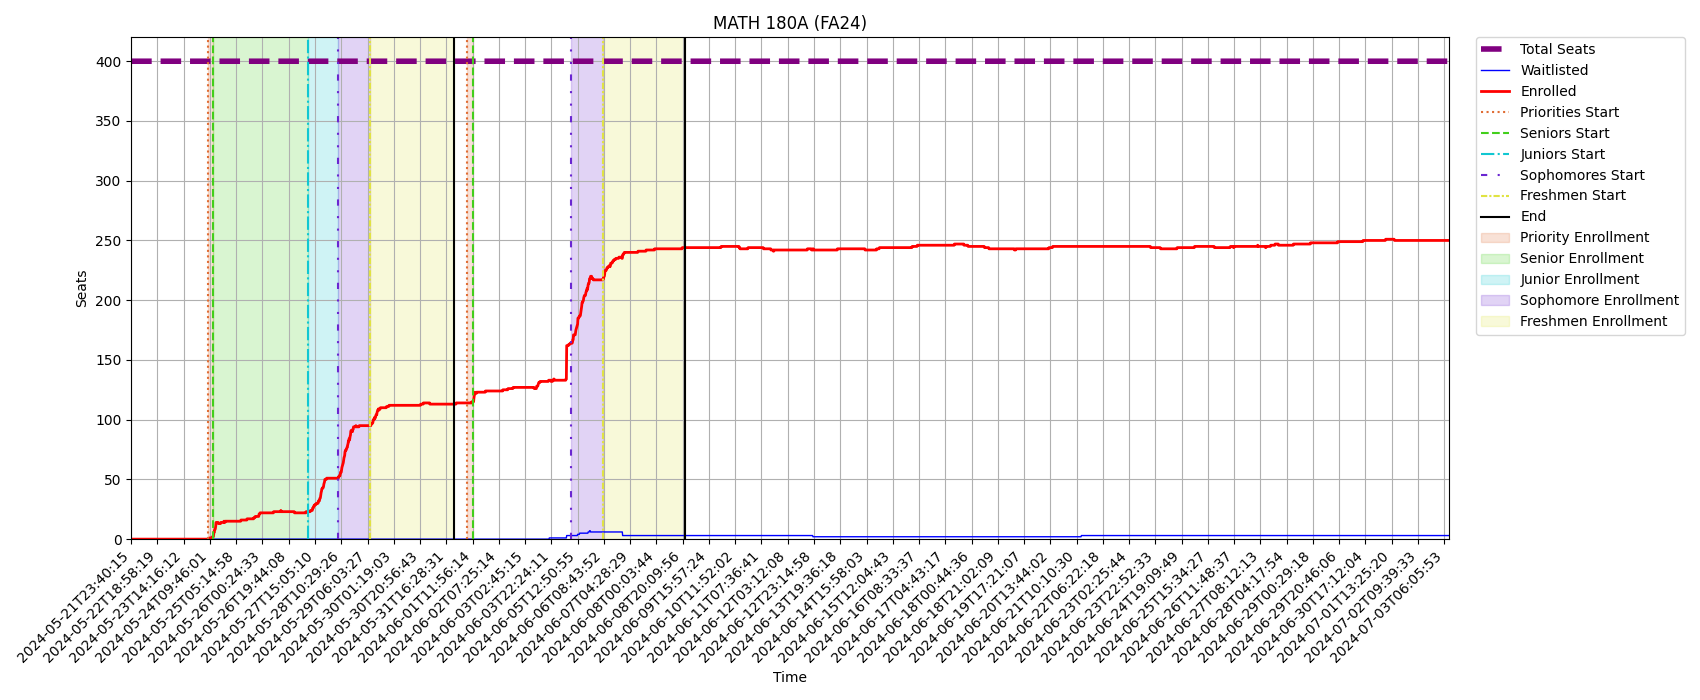 MATH 180A (FA24)
Total Seats
Waitlisted
Enrolled
Priorities Start
Seniors Start
Juniors Start
Sophomores Start
Freshmen Start
End
Priority Enrollment
Senior Enrollment
Junior Enrollment
Sophomore Enrollment
Freshmen Enrollment
Seats
400
350
300
250
200
150
100
50
0
2024-05-21T23:40:15
2024-05-22T18:58:19
2024-05-23T14:16:12
2024-05-24T09:46:01
2024-05-25T05:14:58
2024-05-26T00:24:33
2024-05-26T19:44:08
2024-05-27T15:05:10
2024-05-28T10:29:26
2024-05-29T06:03:27
2024-05-30T01:19:03
2024-05-30T20:56:43
2024-05-31T16:28:31
2024-06-01T11:56:14
2024-06-02T07:25:14
2024-06-03T02:45:15
2024-06-03T22:24:11
2024-06-05T12:50:55
2024-06-06T08:43:52
2024-06-07T04:28:29
2024-06-08T00:03:44
2024-06-08T20:09:56
2024-06-09T15:57:24
2024-06-10T11:52:02
2024-06-11T07:36:41
2024-06-12T03:12:08
2024-06-12T23:14:58
2024-06-13T19:36:18
2024-06-14T15:58:03
2024-06-15T12:04:43
2024-06-16T08:33:37
2024-06-17T04:43:17
2024-06-18T00:44:36
2024-06-18T21:02:09
2024-06-19T17:21:07
2024-06-20T13:44:02
2024-06-21T10:10:30
2024-06-22T06:22:18
2024-06-23T02:25:44
2024-06-23T22:52:33
2024-06-24T19:09:49
2024-06-25T15:34:27
2024-06-26T11:48:37
2024-06-27T08:12:13
2024-06-28T04:17:54
2024-06-29T00:29:18
2024-06-29T20:46:06
2024-06-30T17:12:04
2024-07-01T13:25:20
2024-07-02T09:39:33
2024-07-03T06:05:53
Time